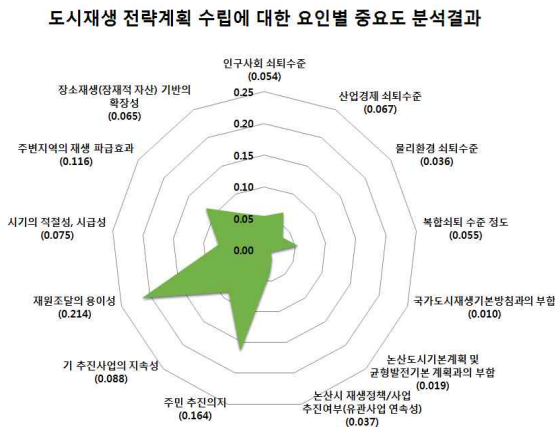 도시재생 전략계획 수립에 대한 요인별 중요도 분석결과
인구사회 쇠퇴수준
(0.054)
산업경제 쇠퇴수준
(0.067)
물리환경 쇠퇴수준
(0.036)
복합쇠퇴 수준 정도
(0.055)
국가도시재생기본방침과의 부합
(0.010)
논산도시기본계획 및
균형발전기본 계획과의 부합
(0.019)
논산시 재생정책/사업
추진여부(유관사업 연속성)
(0.037)
주민 추진의지
(0.164)
기 추진사업의 지속성
(0.088)
재원조달의 용이성
(0.214)
시기의 적절성, 시급성
(0.075)
주변지역의 재생 파급효과
(0.116)
장소재생(잠재적 자산) 기반의
확장성
(0.065)
0.25
0.20
0.15
0.10
0.05
0.00